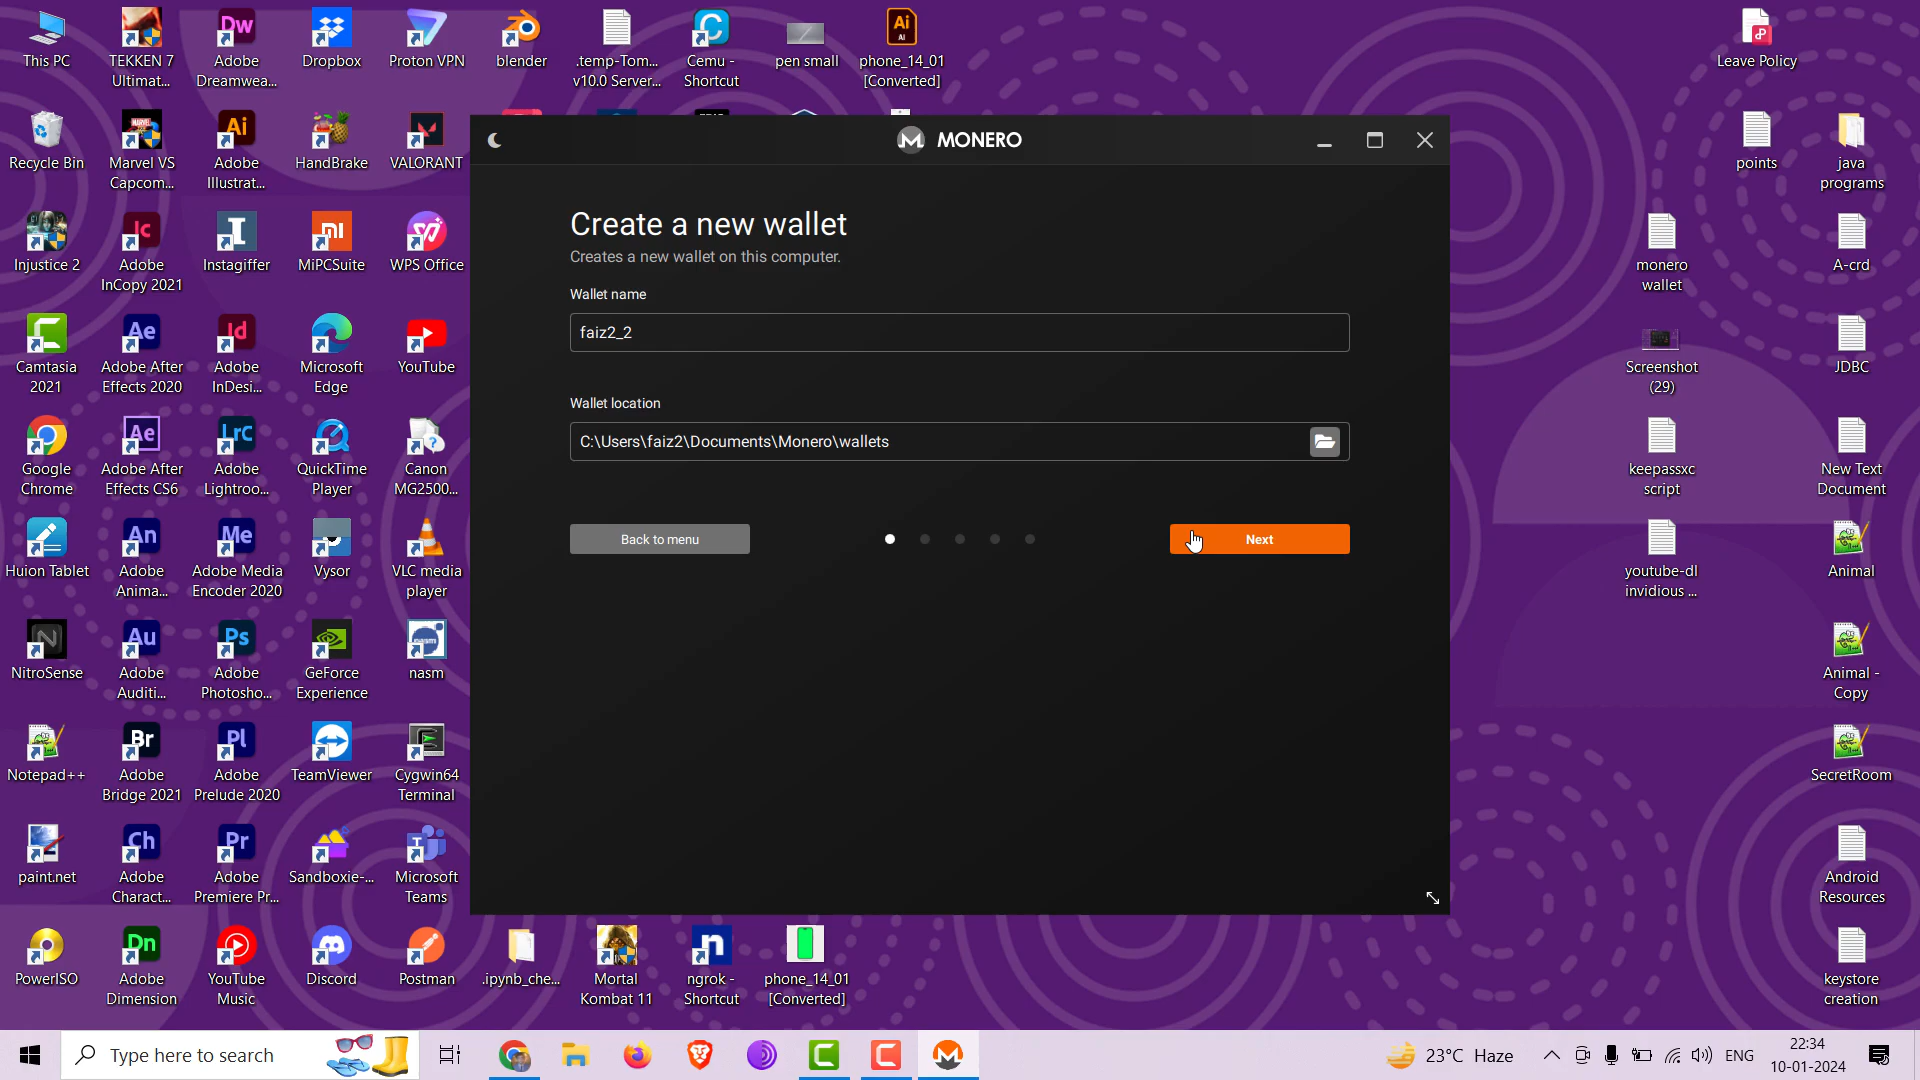 This PC
TEKKEN 7
Ultimat...
Adobe
Dreamwea...
Dropbox
Proton VPN
blender
.temp-Tom...
v10.0 Server...
Cemu -
Shortcut
pen small
phone_14_01
[Converted]
Leave Policy
Recycle Bin
Marvel VS
Capcom...
Adobe
Illustrat...
HandBrake
VALORANT
points
java
programs
Injustice 2
Adobe
InCopy 2021
Instagiffer
MiPCSuite
WPS Office
monero
wallet
A-crd
Camtasia
2021
Adobe After
Effects 2020
Adobe
InDesi...
Microsoft
Edge
YouTube
Screenshot
(29)
JDBC
Google
Chrome
Adobe After
Effects CS6
Adobe
Lightroo...
QuickTime
Player
Canon
MG2500...
keepassxc
script
New Text
Document
Huion Tablet
Adobe
Anima...
Adobe Media
Encoder 2020
Vysor
VLC media
player
youtube-dl
invidious ...
Animal
NitroSense
Adobe
Auditi...
Adobe
Photosho...
GeForce
Experience
nasm
Animal -
Copy
Notepad++
Adobe
Bridge 2021
Adobe
Prelude 2020
TeamViewer
Cygwin64
Terminal
SecretRoom
paint.net
Adobe
Charact...
Adobe
Premiere Pr...
Sandboxie-...
Microsoft
Teams
Android
Resources
PowerISO
Adobe
Dimension
YouTube
Music
Discord
Postman
.ipynb_che...
Mortal
Kombat 11
ngrok -
Shortcut
phone_14_01
[Converted]
keystore
creation
MONERO
Create a new wallet
Creates a new wallet on this computer.
Wallet name
faiz2_2
Wallet location
C:\Users\faiz2\Documents\Monero\wallets
Back to menu
Next
Type here to search
23°C Haze
ENG
22:34
10-01-2024